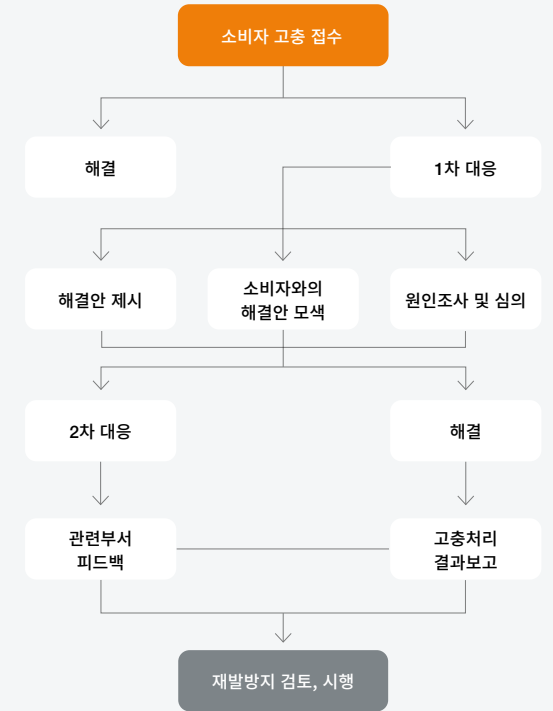 소비자 고충 접수
해결
1차 대응
해결안 제시
소비자와의
해결안 모색
원인조사 및 심의
2차 대응
해결
관련부서
피드백
고충처리
결과보고
재발방지 검토, 시행